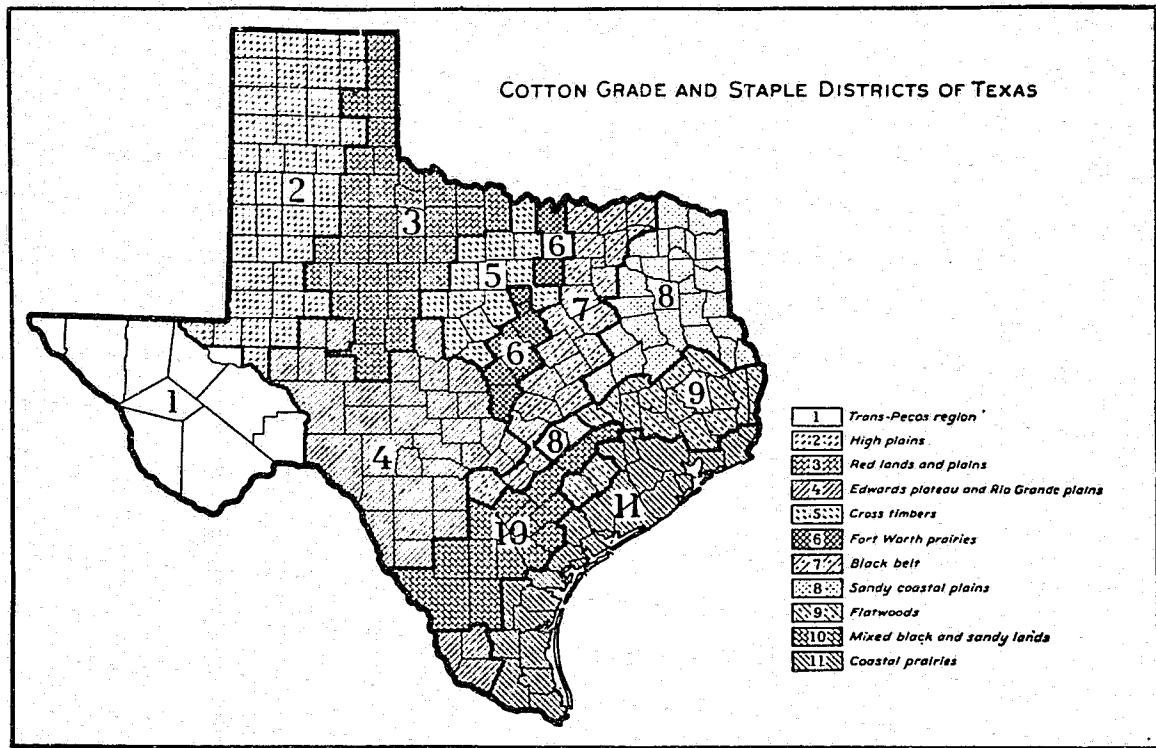 COTTON GRADE AND STAPLE DISTRICTS OF TEXAS
2
3
6
5
8
7
6
1
9
8
4
11
10
1 Trans-Pecos region
2 High plains
3 Red lands and plains
4 Edwards plateau and Rio Grande plains
5 Cross timbers
6 Fort Worth prairies
7 Black belt
8 Sandy coastal plains
9 Flatwoods
10 Mixed black and sandy lands
11 Coastal prairies